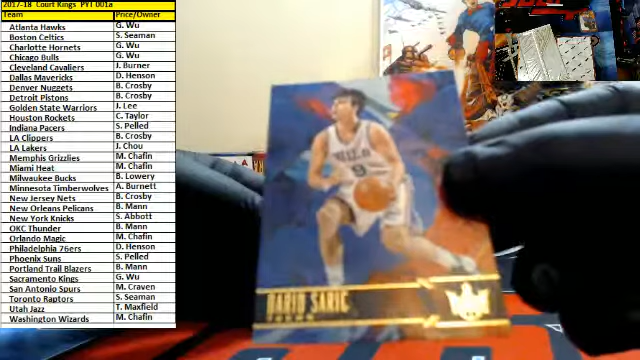 2017-18 Court Kings PYT 001a
Team Price/Owner
Atlanta Hawks G. Wu
Boston Celtics S. Seaman
Charlotte Hornets G. Wu
Chicago Bulls G. Wu
Cleveland Cavaliers J. Burner
Dallas Mavericks D. Henson
Denver Nuggets B. Crosby
Detroit Pistons B. Crosby
Golden State Warriors J. Lee
Houston Rockets C. Taylor
Indiana Pacers S. Pelled
LA Clippers B. Crosby
LA Lakers J. Chou
Memphis Grizzlies M. Chafin
Miami Heat M. Chafin
Milwaukee Bucks B. Lowery
Minnesota Timberwolves A. Burnett
New Jersey Nets B. Crosby
New Orleans Pelicans B. Mann
New York Knicks S. Abbott
OKC Thunder B. Mann
Orlando Magic M. Chafin
Philadelphia 76ers D. Henson
Phoenix Suns S. Pelled
Portland Trail Blazers B. Mann
Sacramento Kings G. Wu
San Antonio Spurs M. Craven
Toronto Raptors S. Seaman
Utah Jazz T. Maxfield
Washington Wizards M. Chafin
9
DARIO SARIC